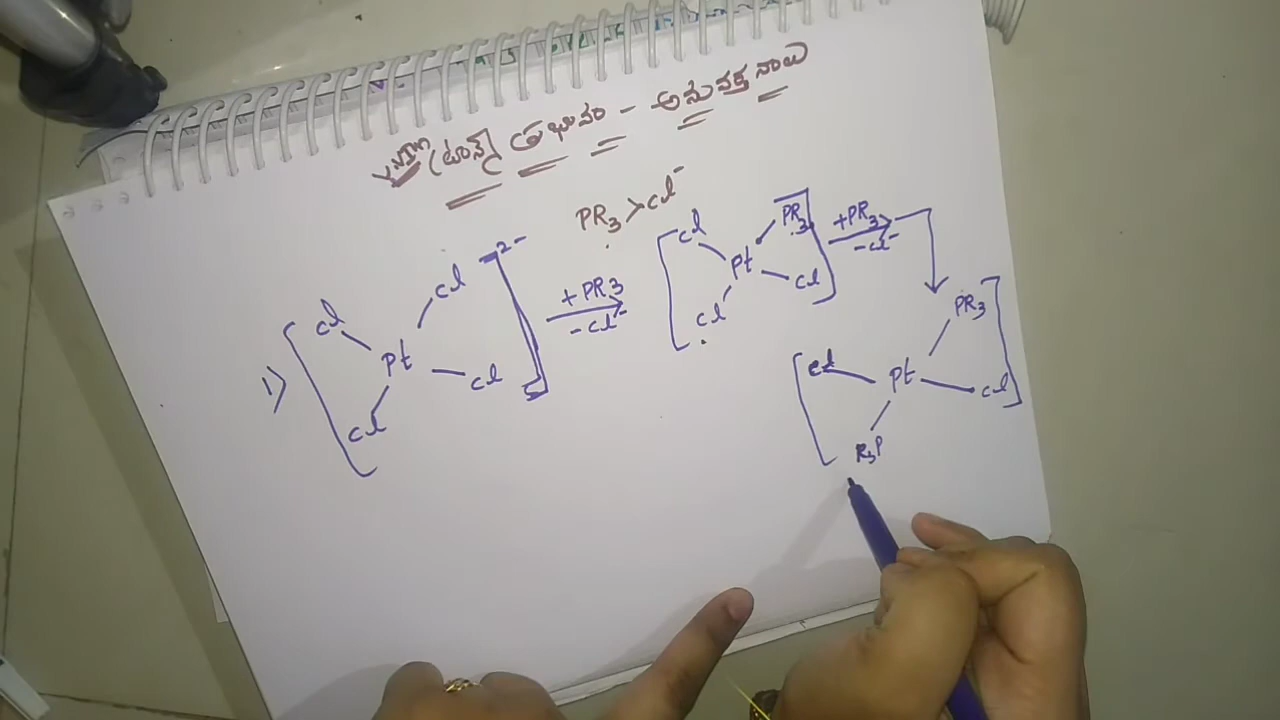 (ట్రాన్స్) ప్రభావం - అనువర్తనాలు
PR3 > cl-
1) [ cl cl Pt cl cl ]2- + PR3 - cl- [ cl PR3 Pt cl cl ] + PR3 - cl-
[ PR3 cl Pt cl R3P ]